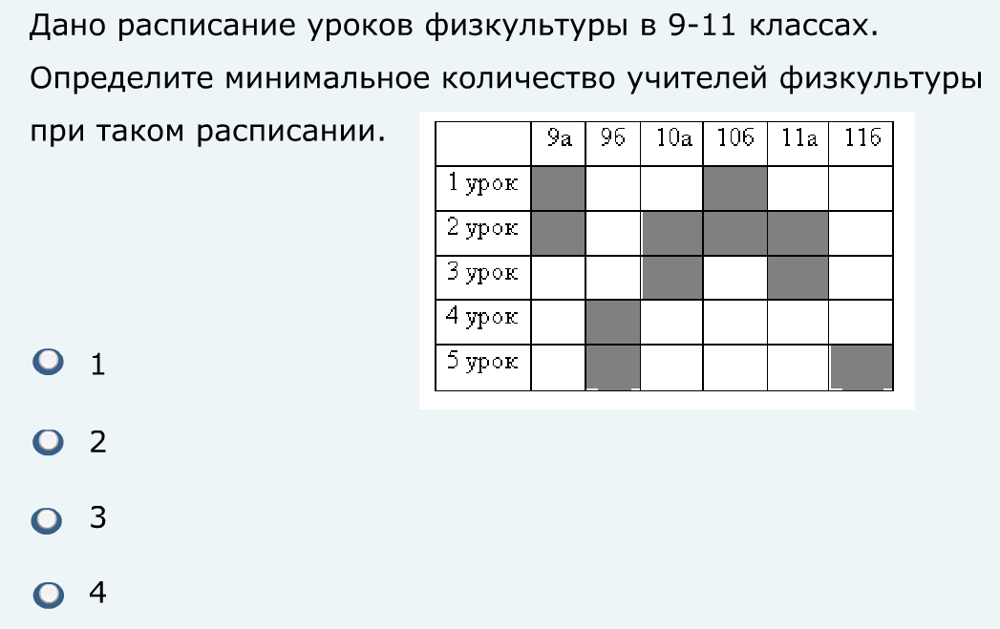 Дано расписание уроков физкультуры в 9-11 классах.
Определите минимальное количество учителей физкультуры
при таком расписании.
9а 9б 10а 10б 11а 11б
1 урок
2 урок
3 урок
4 урок
5 урок
1
2
3
4